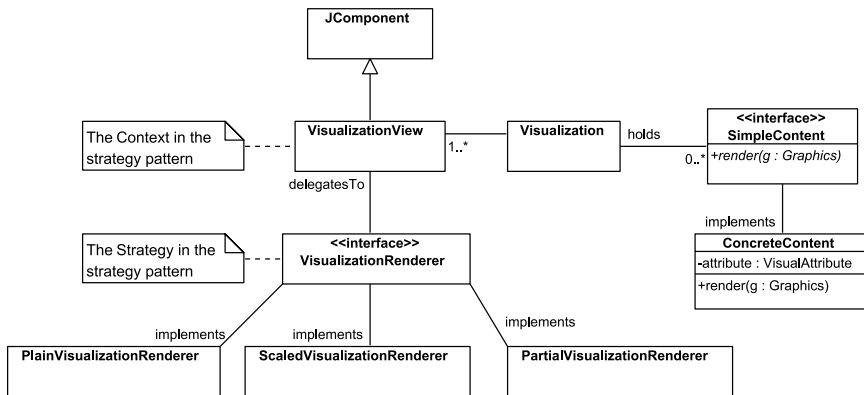 JComponent
The Context in the
strategy pattern
VisualizationView
1..*
Visualization
holds
0..*
<<interface>>
SimpleContent
+render(g : Graphics)
delegatesTo
implements
The Strategy in the
strategy pattern
<<interface>>
VisualizationRenderer
ConcreteContent
-attribute : VisualAttribute
+render(g : Graphics)
implements
implements
implements
PlainVisualizationRenderer
ScaledVisualizationRenderer
PartialVisualizationRenderer